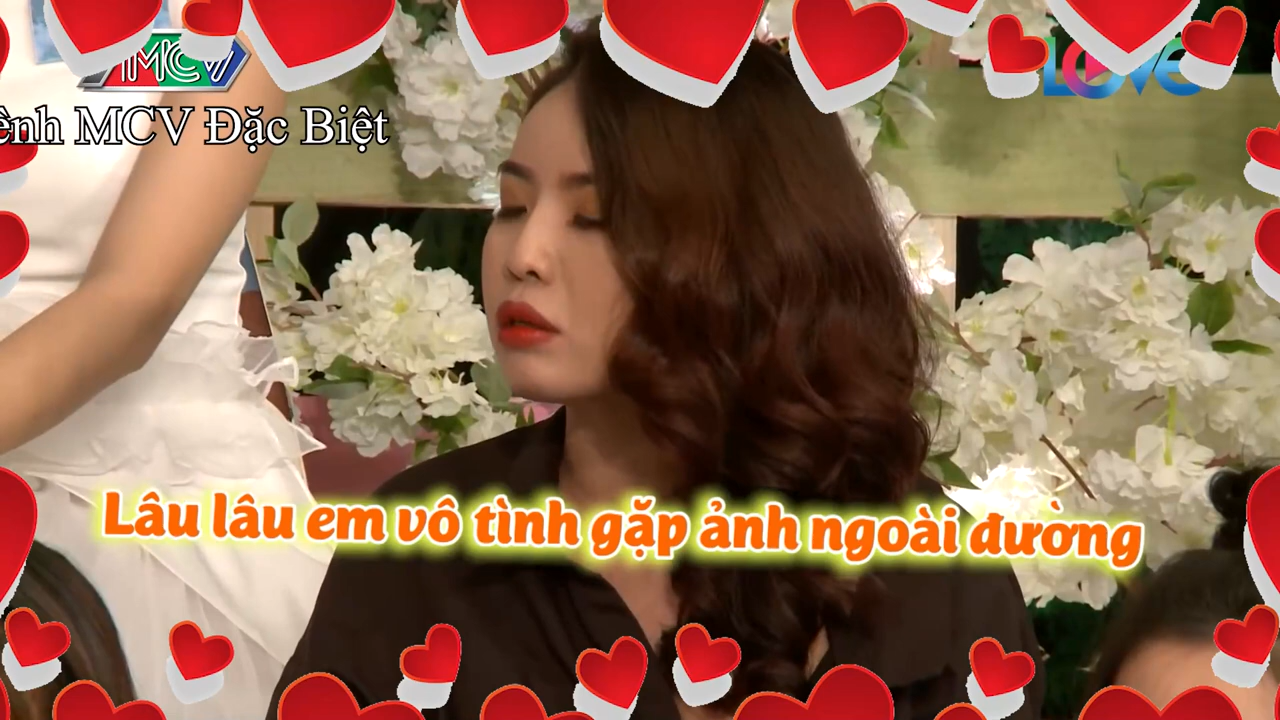 MCV
LOVE
ênh MCV Đặc Biệt
Lâu lâu em vô tình gặp ảnh ngoài đường